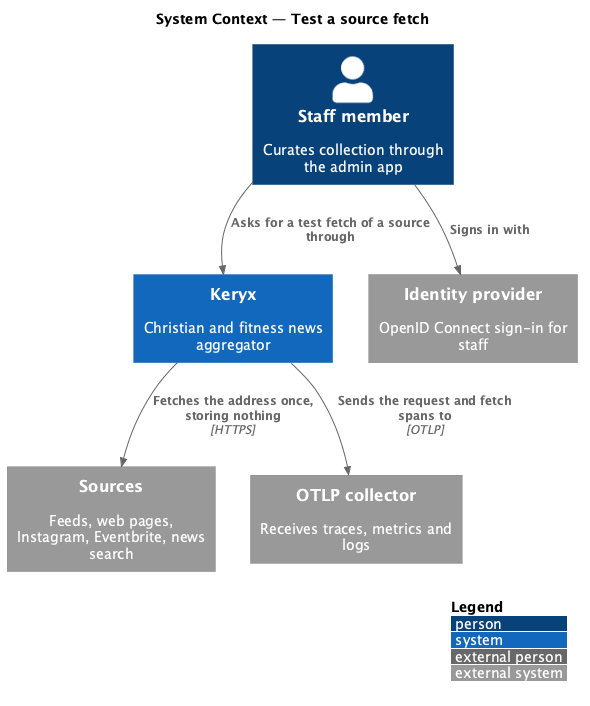 System Context — Test a source fetch
Staff member
Curates collection through
the admin app
Asks for a test fetch of a source
through
Signs in with
Keryx
Christian and fitness news
aggregator
Identity provider
OpenID Connect sign-in for
staff
Fetches the address once,
storing nothing
[HTTPS]
Sends the request and fetch
spans to
[OTLP]
Sources
Feeds, web pages,
Instagram, Eventbrite, news
search
OTLP collector
Receives traces, metrics and
logs
Legend
person
system
external person
external system